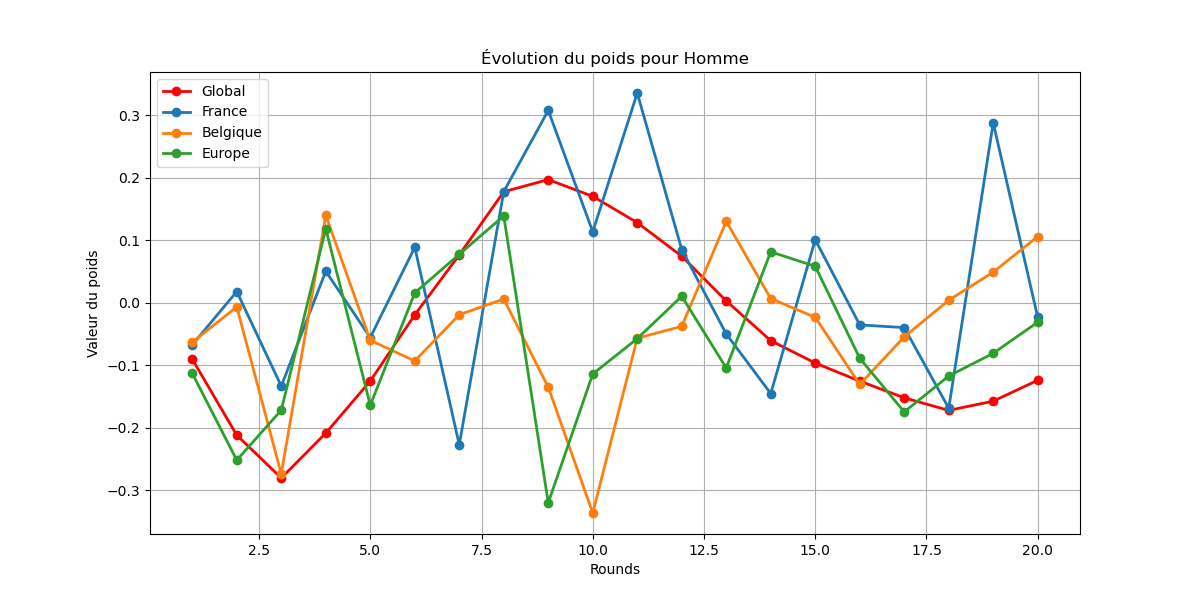 Évolution du poids pour Homme
Global
France
Belgique
Europe
Valeur du poids
0.3
0.2
0.1
0.0
−0.1
−0.2
−0.3
2.5 5.0 7.5 10.0 12.5 15.0 17.5 20.0
Rounds